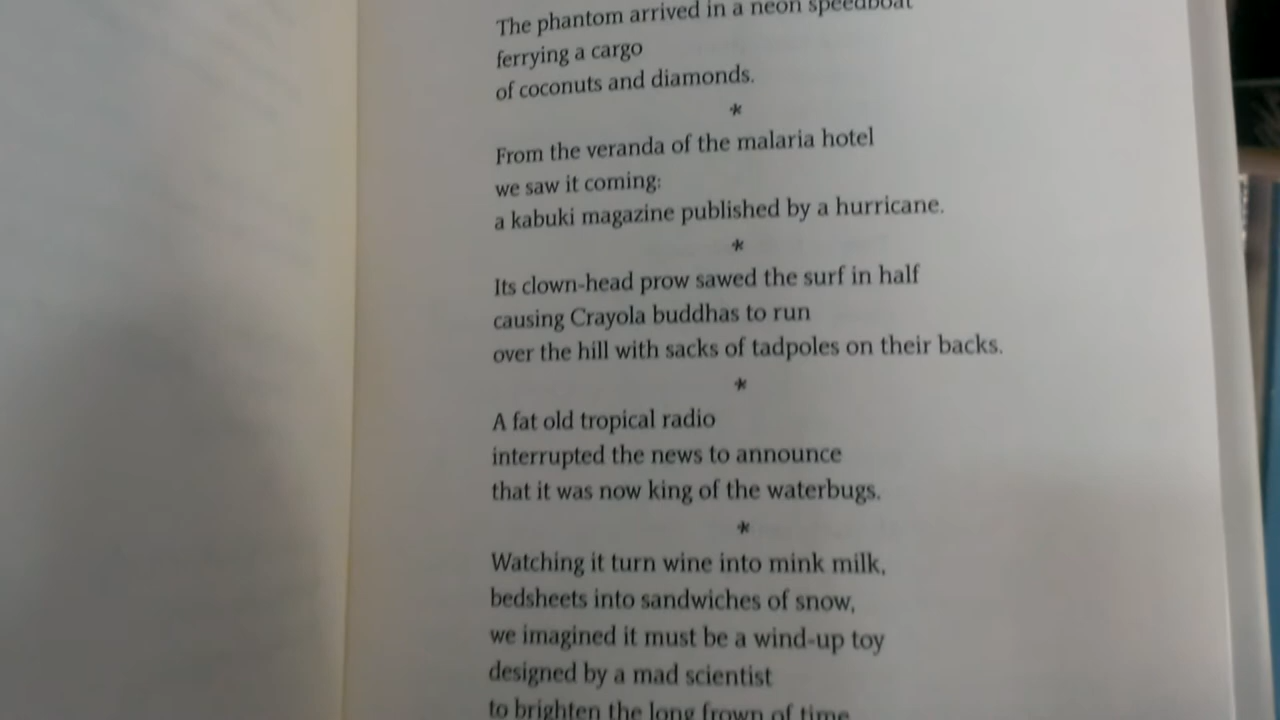 The phantom arrived in a neon speedboat
ferrying a cargo
of coconuts and diamonds.
*
From the veranda of the malaria hotel
we saw it coming:
a kabuki magazine published by a hurricane.
*
Its clown-head prow sawed the surf in half
causing Crayola buddhas to run
over the hill with sacks of tadpoles on their backs.
*
A fat old tropical radio
interrupted the news to announce
that it was now king of the waterbugs.
*
Watching it turn wine into mink milk,
bedsheets into sandwiches of snow,
we imagined it must be a wind-up toy
designed by a mad scientist
to brighten the long frown of time